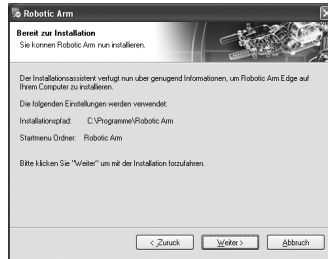 Robotic Arm
Bereit zur Installation
Sie konnen Robotic Arm nun installieren.
Der Installationsassistent verfugt nun uber genugend Informationen, um Robotic Arm Edge auf
Ihrem Computer zu installieren.
Die folgenden Einstellungen werden verwendet:
Installationspfad: C:\Programme\Robotic Arm
Startmenu Ordner: Robotic Arm
Bitte klicken Sie "Weiter" um mit der Installation forzufahren.
< Zuruck Weiter > Abbruch